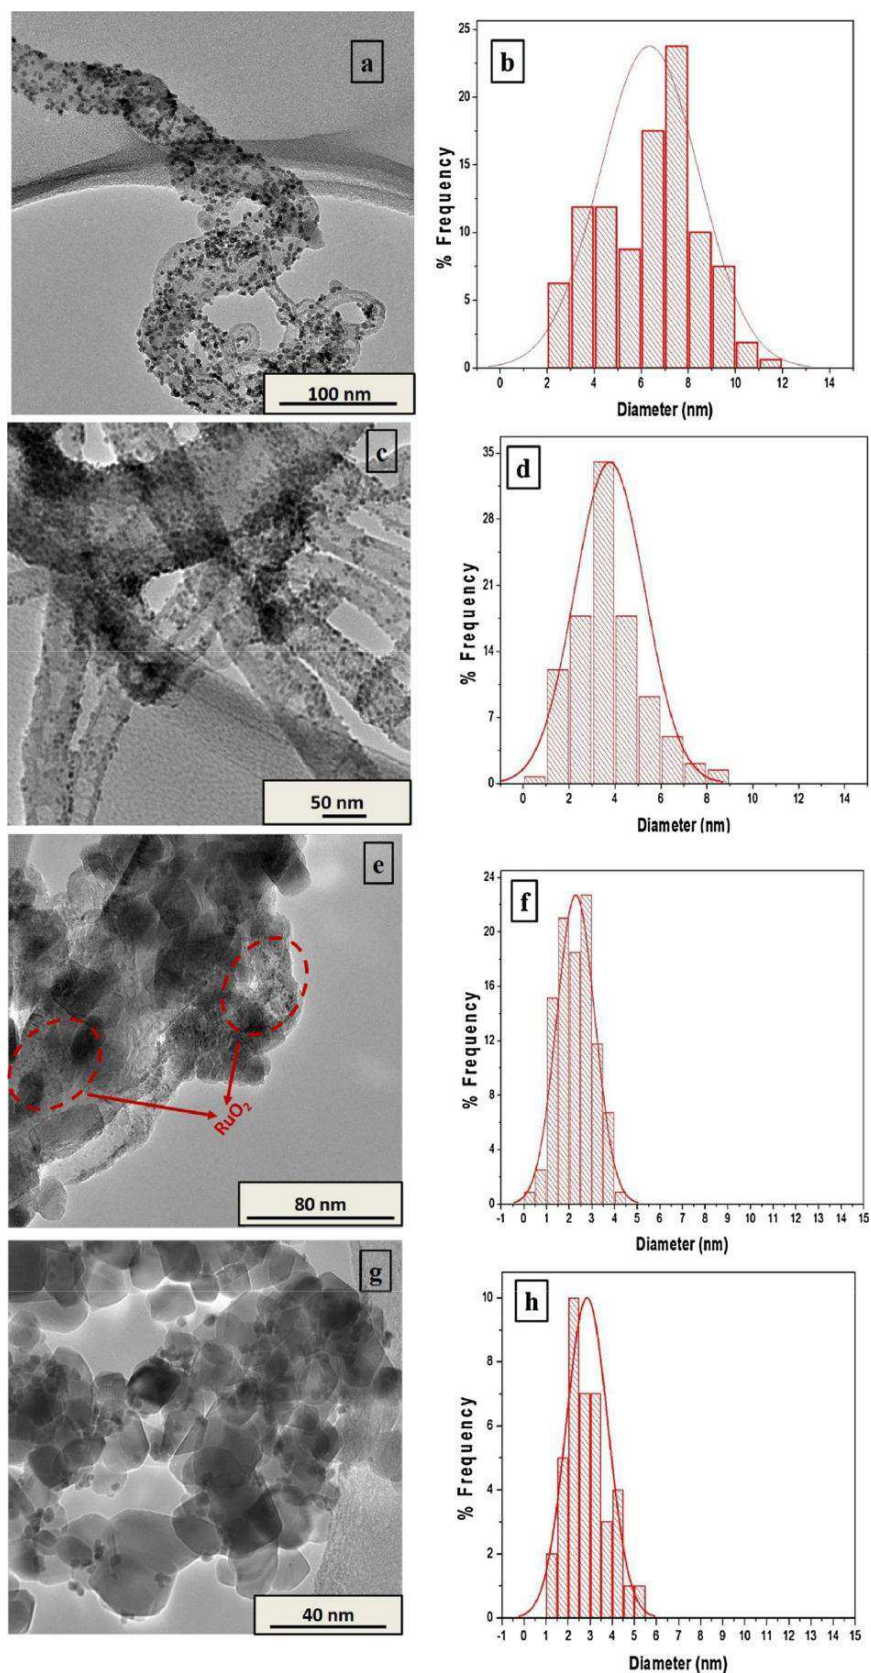 a
100 nm
b
25
20
15
10
5
0
% Frequency
0 2 4 6 8 10 12 14
Diameter (nm)
c
50 nm
d
35
28
21
14
7
0
% Frequency
0 2 4 6 8 10 12 14
Diameter (nm)
e
RuO₂
80 nm
f
24
20
16
12
8
4
0
% Frequency
-1 0 1 2 3 4 5 6 7 8 9 10 11 12 13 14 15
Diameter (nm)
g
40 nm
h
10
8
6
4
2
0
% Frequency
-1 0 1 2 3 4 5 6 7 8 9 10 11 12 13 14 15
Diameter (nm)